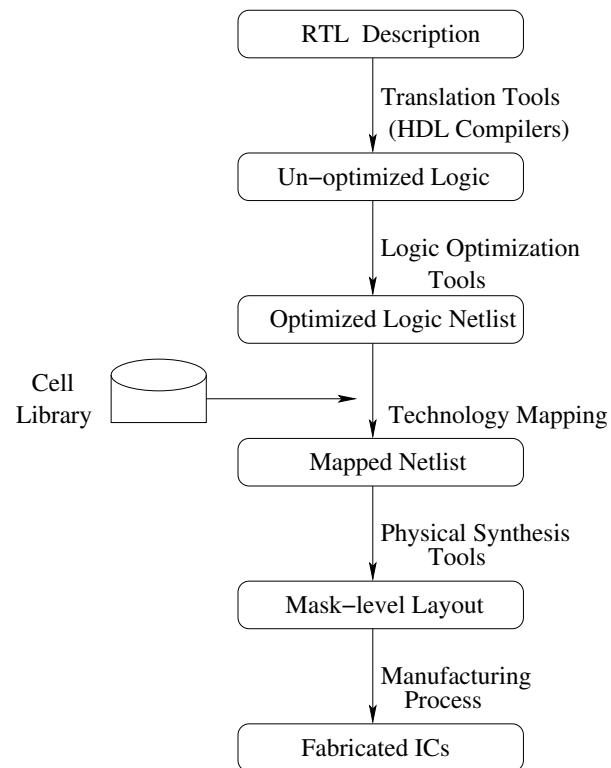 RTL Description
Translation Tools
(HDL Compilers)
Un-optimized Logic
Logic Optimization
Tools
Optimized Logic Netlist
Cell
Library
Technology Mapping
Mapped Netlist
Physical Synthesis
Tools
Mask-level Layout
Manufacturing
Process
Fabricated ICs